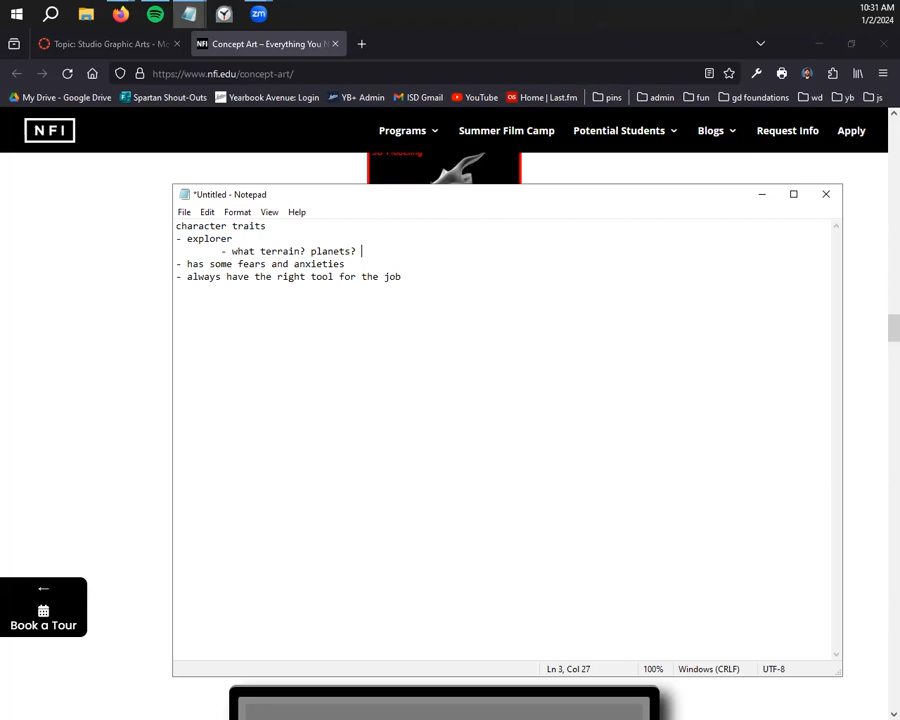 10:31 AM
1/2/2024
Topic: Studio Graphic Arts - Mo
NFI Concept Art – Everything You N
https://www.nfi.edu/concept-art/
My Drive - Google Drive Spartan Shout-Outs Yearbook Avenue: Login YB+ Admin ISD Gmail YouTube Home | Last.fm pins admin fun gd foundations wd yb js
NFI Programs Summer Film Camp Potential Students Blogs Request Info Apply
3D Modeling
*Untitled - Notepad
File Edit Format View Help
character traits
- explorer
- what terrain? planets?
- has some fears and anxieties
- always have the right tool for the job
Book a Tour
Ln 3, Col 27 100% Windows (CRLF) UTF-8